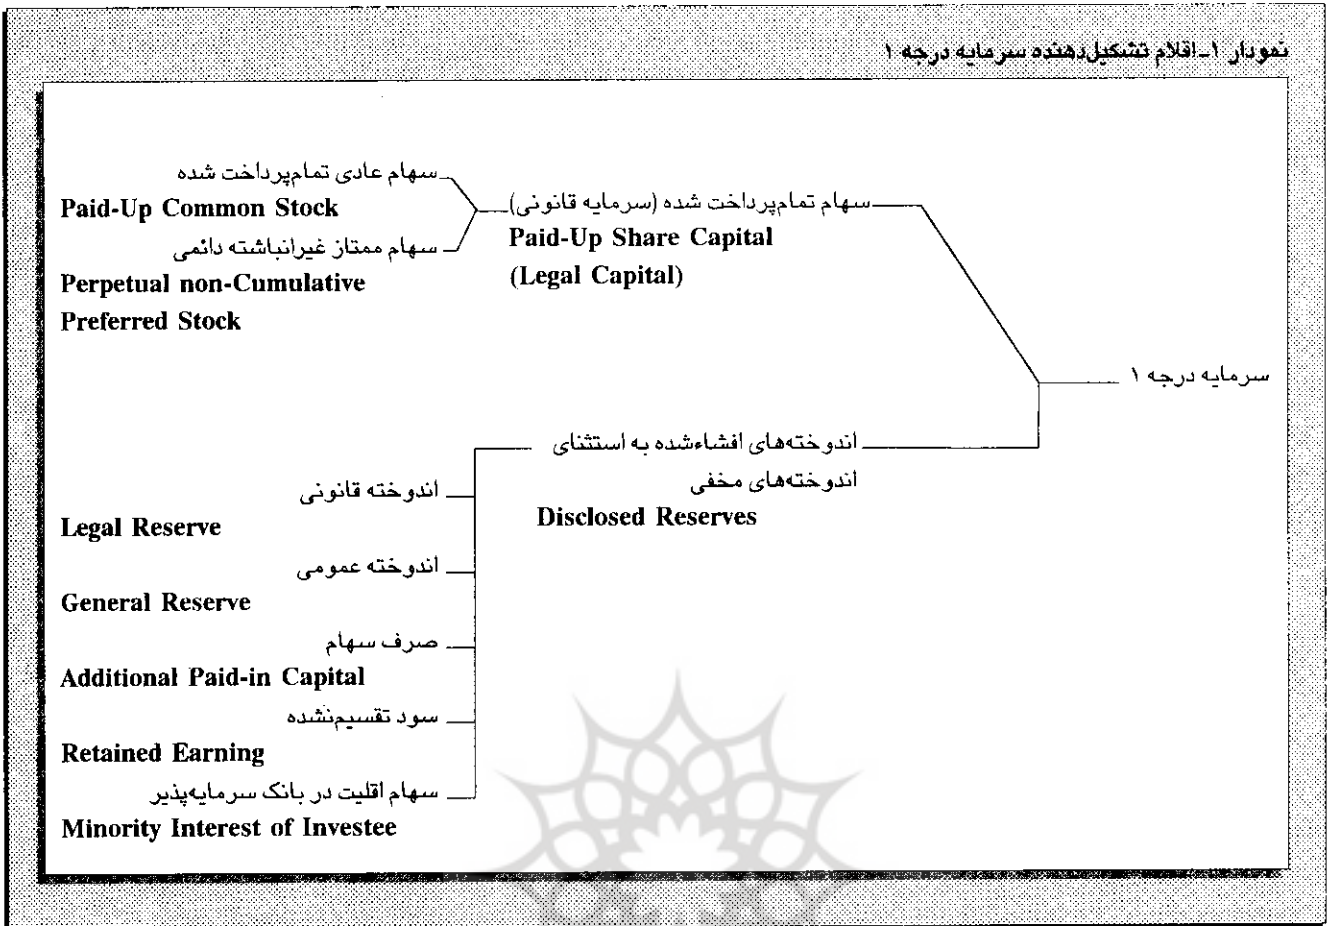 نمودار ۱ـ اقلام تشکیل‌دهنده سرمایه درجه ۱
سرمایه درجه ۱
سهام تمام‌پرداخت شده (سرمایه قانونی)
Paid-Up Share Capital
(Legal Capital)
سهام عادی تمام‌پرداخت شده
Paid-Up Common Stock
سهام ممتاز غیرانباشته دائمی
Perpetual non-Cumulative
Preferred Stock
اندوخته‌های افشاءشده به استثنای
اندوخته‌های مخفی
Disclosed Reserves
اندوخته قانونی
Legal Reserve
اندوخته عمومی
General Reserve
صرف سهام
Additional Paid-in Capital
سود تقسیم‌نشده
Retained Earning
سهام اقلیت در بانک سرمایه‌پذیر
Minority Interest of Investee